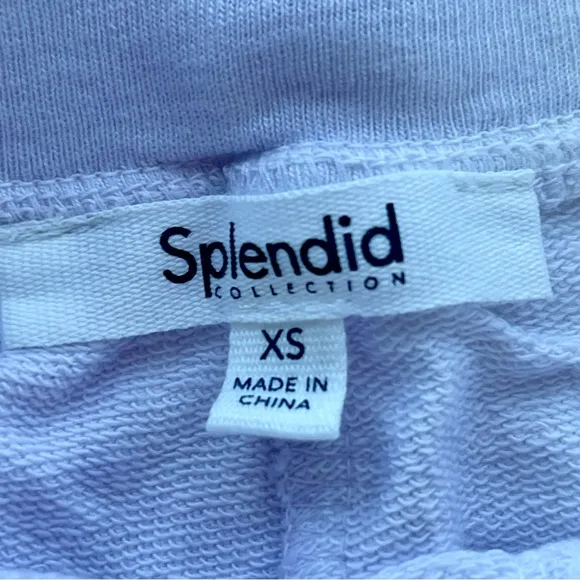 Splendid
COLLECTION
XS
MADE IN
CHINA